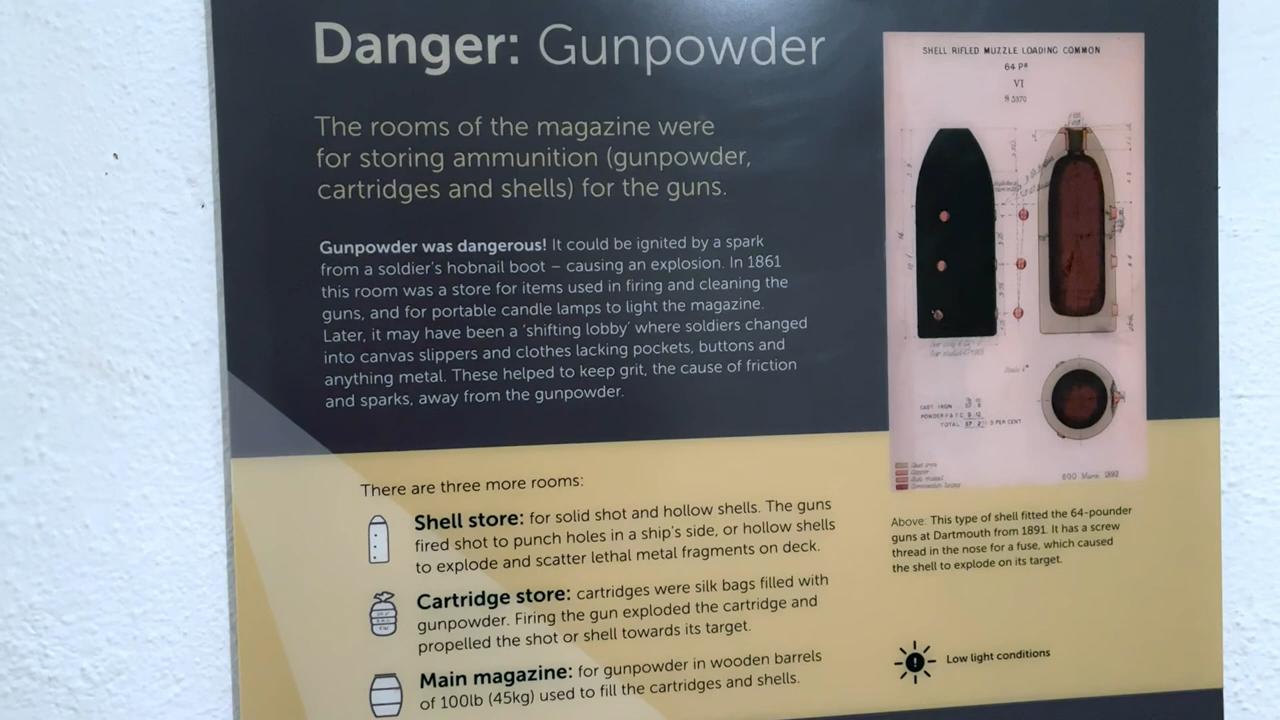 Danger: Gunpowder
The rooms of the magazine were
for storing ammunition (gunpowder,
cartridges and shells) for the guns.
Gunpowder was dangerous! It could be ignited by a spark
from a soldier's hobnail boot – causing an explosion. In 1861
this room was a store for items used in firing and cleaning the
guns, and for portable candle lamps to light the magazine.
Later, it may have been a 'shifting lobby' where soldiers changed
into canvas slippers and clothes lacking pockets, buttons and
anything metal. These helped to keep grit, the cause of friction
and sparks, away from the gunpowder.
There are three more rooms:
Shell store: for solid shot and hollow shells. The guns
fired shot to punch holes in a ship's side, or hollow shells
to explode and scatter lethal metal fragments on deck.
Cartridge store: cartridges were silk bags filled with
gunpowder. Firing the gun exploded the cartridge and
propelled the shot or shell towards its target.
Main magazine: for gunpowder in wooden barrels
of 100lb (45kg) used to fill the cartridges and shells.
SHELL RIFLED MUZZLE LOADING COMMON
64 Pᴿ
VI
§ 5970
CAST IRON
POWDER
TOTAL
PER CENT
1892
Above: This type of shell fitted the 64-pounder
guns at Dartmouth from 1891. It has a screw
thread in the nose for a fuse, which caused
the shell to explode on its target.
Low light conditions